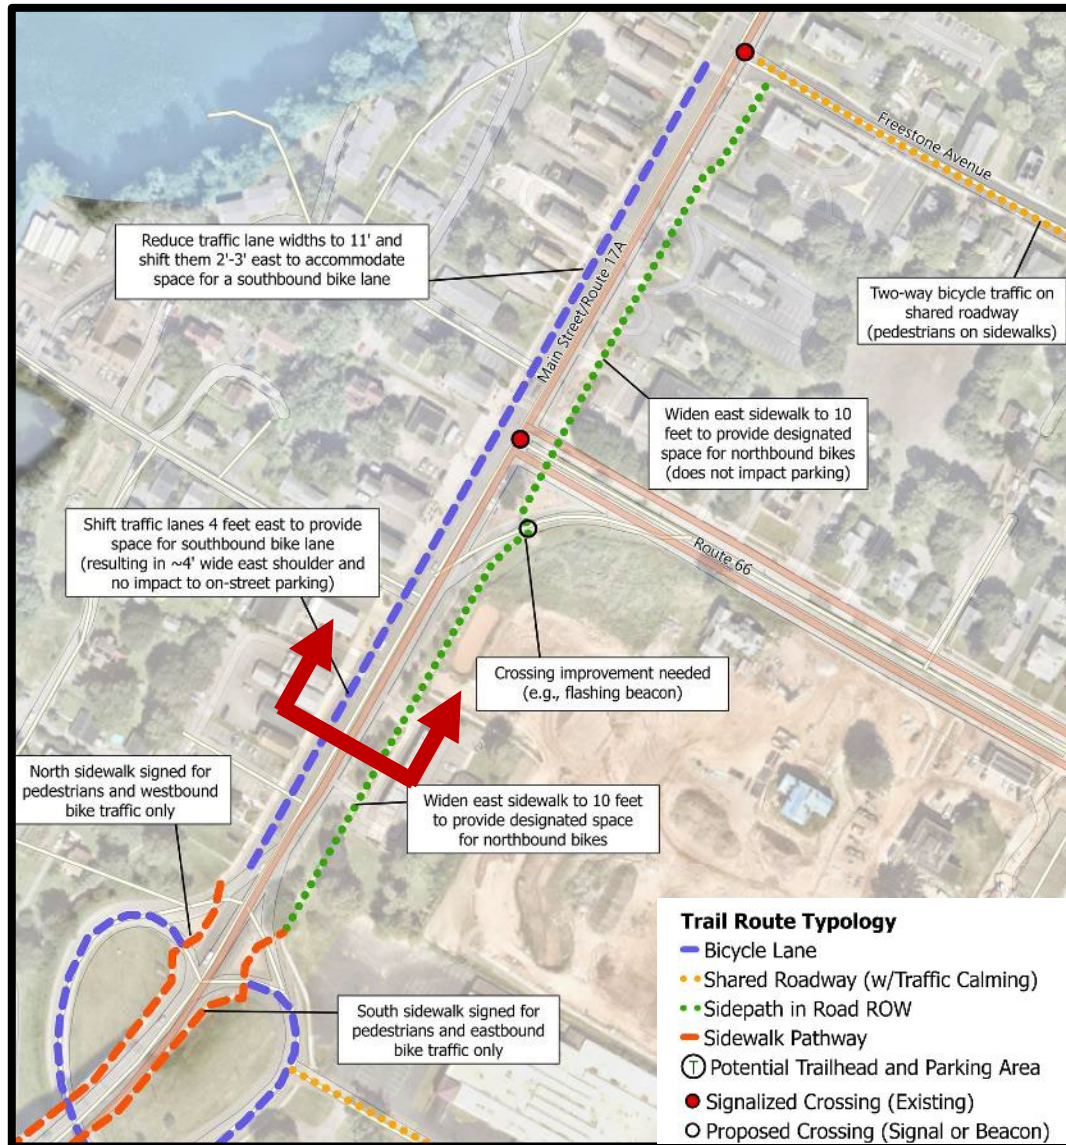 Freestone Avenue
Reduce traffic lane widths to 11' and
shift them 2'-3' east to accommodate
space for a southbound bike lane
Main Street/Route 17A
Two-way bicycle traffic on
shared roadway
(pedestrians on sidewalks)
Widen east sidewalk to 10
feet to provide designated
space for northbound bikes
(does not impact parking)
Shift traffic lanes 4 feet east to provide
space for southbound bike lane
(resulting in ~4' wide east shoulder and
no impact to on-street parking)
Route 66
Crossing improvement needed
(e.g., flashing beacon)
North sidewalk signed for
pedestrians and westbound
bike traffic only
Widen east sidewalk to 10 feet
to provide designated space
for northbound bikes
South sidewalk signed for
pedestrians and eastbound
bike traffic only
Trail Route Typology
Bicycle Lane
Shared Roadway (w/Traffic Calming)
Sidepath in Road ROW
Sidewalk Pathway
T Potential Trailhead and Parking Area
Signalized Crossing (Existing)
Proposed Crossing (Signal or Beacon)